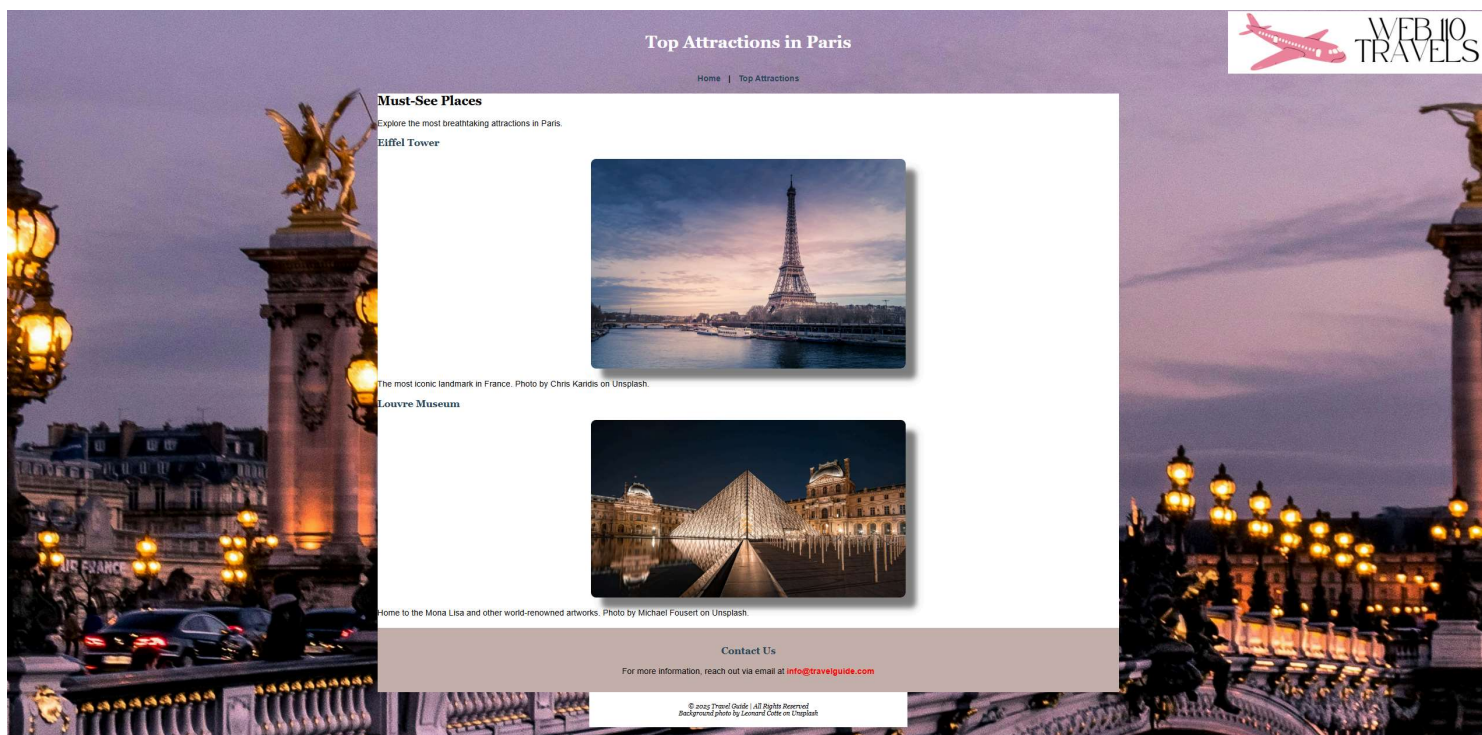 Top Attractions in Paris
WEB 110
TRAVELS
Home | Top Attractions
Must-See Places
Explore the most breathtaking attractions in Paris.
Eiffel Tower
The most iconic landmark in France. Photo by Chris Karidis on Unsplash.
Louvre Museum
AIR FRANCE
Home to the Mona Lisa and other world-renowned artworks. Photo by Michael Fousert on Unsplash.
Contact Us
For more information, reach out via email at info@travelguide.com
© 2025 Travel Guide | All Rights Reserved
Background photo by Leonard Cotte on Unsplash